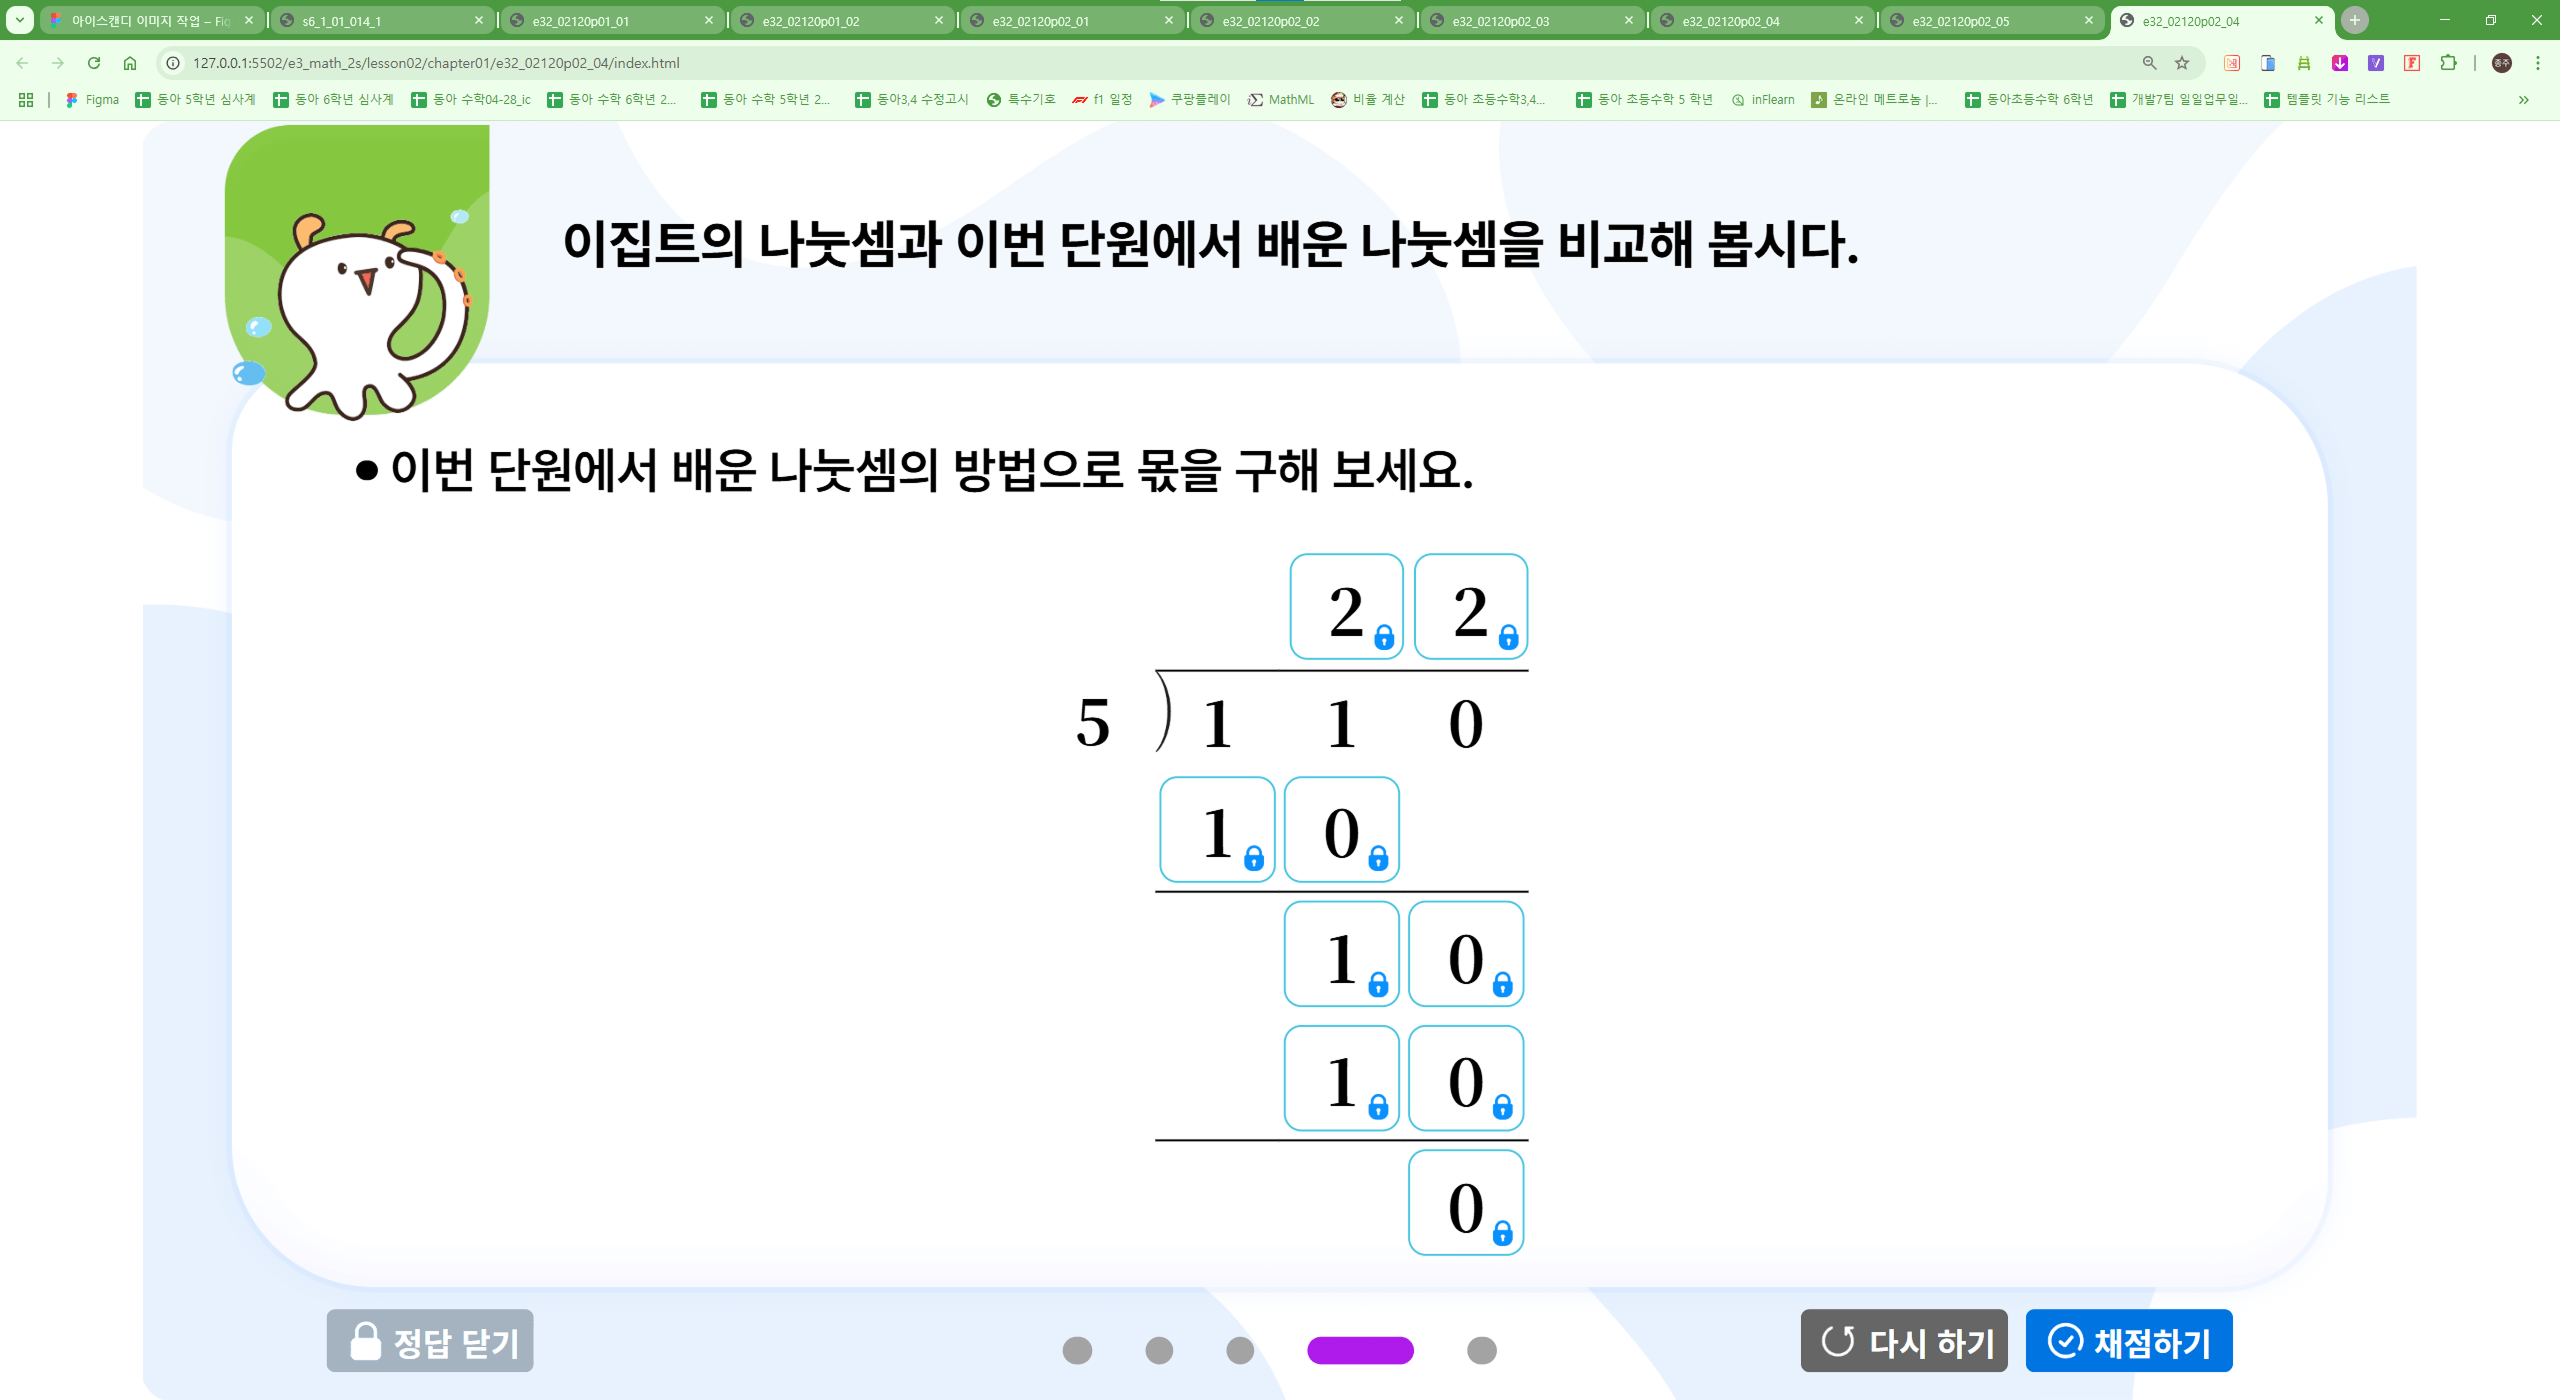 아이스캔디 이미지 작업 – Fig
s6_1_01_014_1
e32_02120p01_01
e32_02120p01_02
e32_02120p02_01
e32_02120p02_02
e32_02120p02_03
e32_02120p02_04
e32_02120p02_05
e32_02120p02_04
127.0.0.1:5502/e3_math_2s/lesson02/chapter01/e32_02120p02_04/index.html
종주
Figma
동아 5학년 심사계
동아 6학년 심사계
동아 수학04-28_ic
동아 수학 6학년 2...
동아 수학 5학년 2...
동아3,4 수정고시
특수기호
f1 일정
쿠팡플레이
MathML
비율 계산
동아 초등수학3,4...
동아 초등수학 5 학년
inFlearn
온라인 메트로놈 |...
동아초등수학 6학년
개발7팀 일일업무일...
템플릿 기능 리스트
이집트의 나눗셈과 이번 단원에서 배운 나눗셈을 비교해 봅시다.
● 이번 단원에서 배운 나눗셈의 방법으로 몫을 구해 보세요.
2 2
5 ) 1 1 0
1 0
1 0
1 0
0
정답 닫기
다시 하기
채점하기